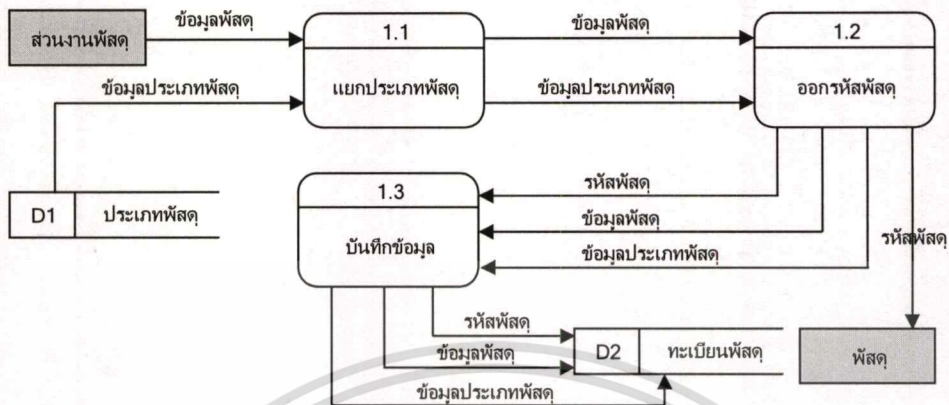 ส่วนงานพัสดุ
ข้อมูลพัสดุ
1.1
แยกประเภทพัสดุ
ข้อมูลพัสดุ
1.2
ออกรหัสพัสดุ
ข้อมูลประเภทพัสดุ
ข้อมูลประเภทพัสดุ
D1
ประเภทพัสดุ
1.3
บันทึกข้อมูล
รหัสพัสดุ
ข้อมูลพัสดุ
ข้อมูลประเภทพัสดุ
รหัสพัสดุ
รหัสพัสดุ
ข้อมูลพัสดุ
ข้อมูลประเภทพัสดุ
D2
ทะเบียนพัสดุ
พัสดุ